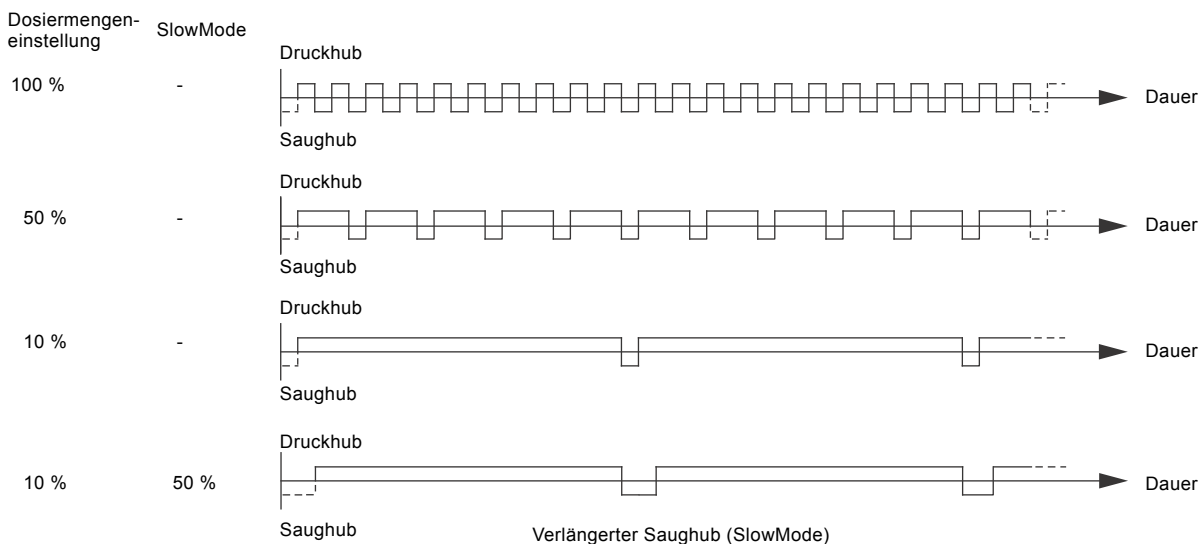 Dosiermengen-
einstellung
SlowMode
Druckhub
100 %
-
Dauer
Saughub
Druckhub
50 %
-
Dauer
Saughub
Druckhub
10 %
-
Dauer
Saughub
Druckhub
10 %
50 %
Dauer
Saughub
Verlängerter Saughub (SlowMode)